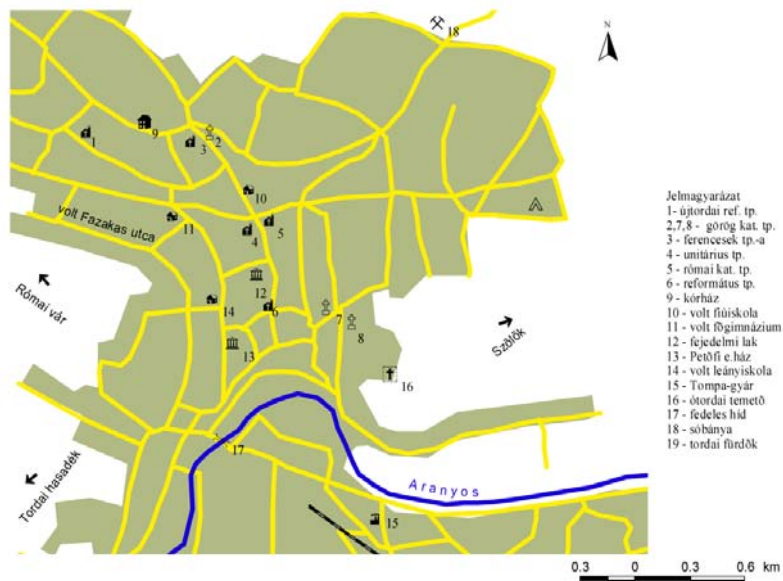 18
N
1
9
3
2
10
volt Fazakas utca
11
4
5
12
6
7
8
14
13
16
Római vár
Szőlők
Tordai hasadék
17
Aranyos
15
Jelmagyarázat
1- újtordai ref. tp.
2,7,8 - görög kat. tp.
3 - ferencesek tp.-a
4 - unitárius tp.
5 - római kat. tp.
6 - református tp.
9 - kórház
10 - volt fiúiskola
11 - volt főgimnázium
12 - fejedelmi lak
13 - Petőfi e.ház
14 - volt leányiskola
15 - Tompa-gyár
16 - ótordai temető
17 - fedeles híd
18 - sóbánya
19 - tordai fürdők
0.3 0 0.3 0.6 km